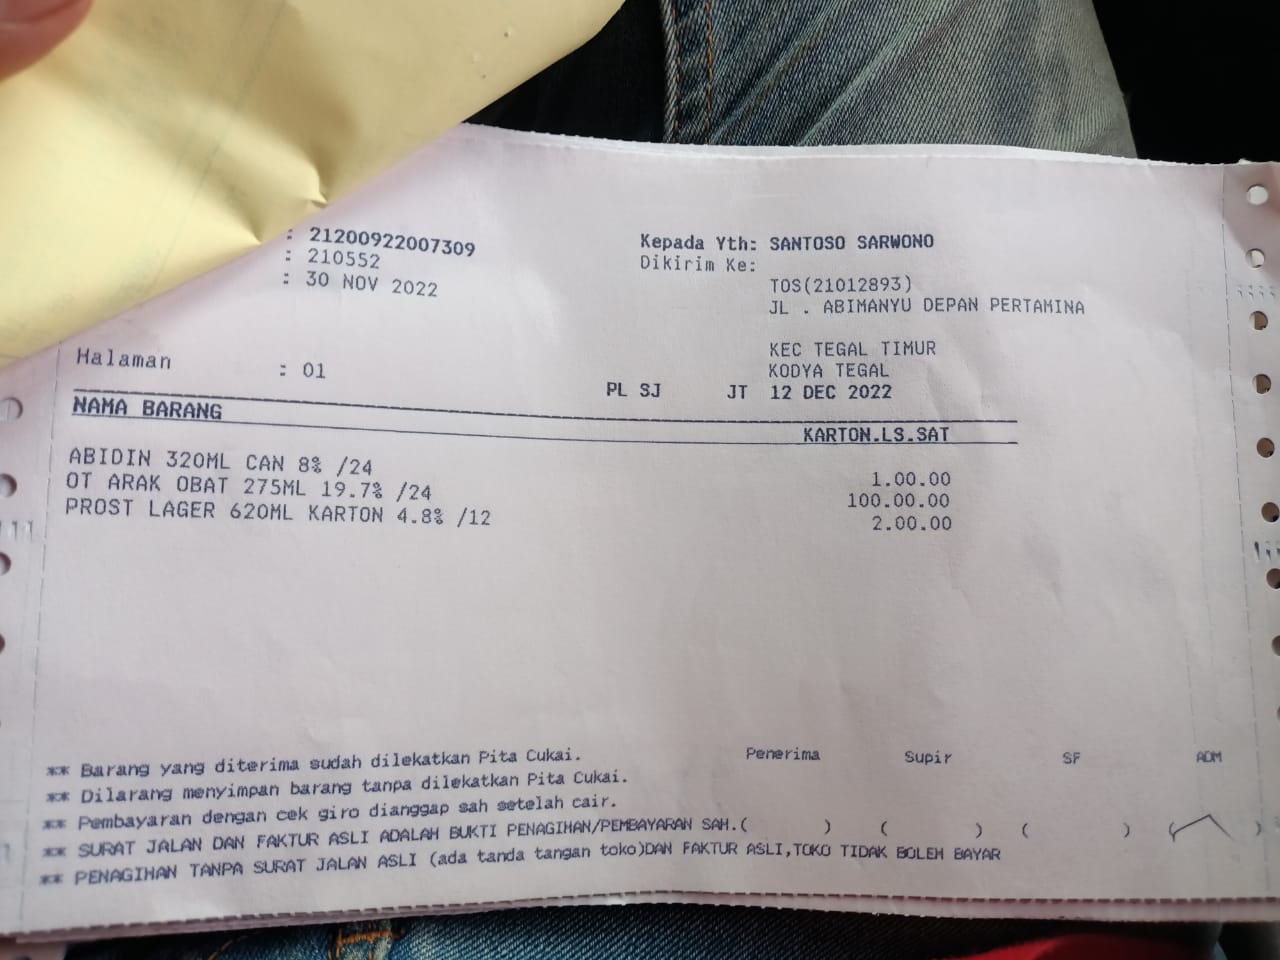 : 21200922007309
: 210552
: 30 NOV 2022
Kepada Yth: SANTOSO SARWONO
Dikirim Ke:
TOS(21012893)
JL . ABIMANYU DEPAN PERTAMINA
KEC TEGAL TIMUR
KODYA TEGAL
Halaman : 01
PL SJ JT 12 DEC 2022
NAMA BARANG KARTON.LS.SAT
ABIDIN 320ML CAN 8% /24 1.00.00
OT ARAK OBAT 275ML 19.7% /24 100.00.00
PROST LAGER 620ML KARTON 4.8% /12 2.00.00
** Barang yang diterima sudah dilekatkan Pita Cukai.
** Dilarang menyimpan barang tanpa dilekatkan Pita Cukai.
** Pembayaran dengan cek giro dianggap sah setelah cair.
** SURAT JALAN DAN FAKTUR ASLI ADALAH BUKTI PENAGIHAN/PEMBAYARAN SAH.
** PENAGIHAN TANPA SURAT JALAN ASLI (ada tanda tangan toko)DAN FAKTUR ASLI,TOKO TIDAK BOLEH BAYAR
Penerima Supir SF ADM
( ) ( ) ( ) ( )